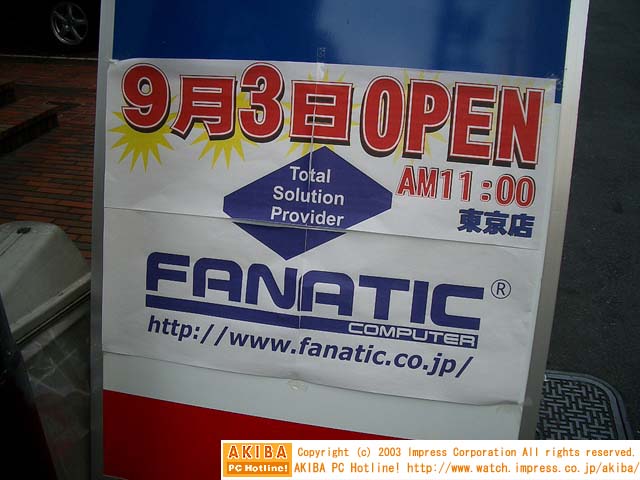 9月3日OPEN
AM11:00
東京店
Total
Solution
Provider
FANATIC®
COMPUTER
http://www.fanatic.co.jp/
AKIBA
PC Hotline!
Copyright (c) 2003 Impress Corporation All rights reserved.
AKIBA PC Hotline! http://www.watch.impress.co.jp/akiba/